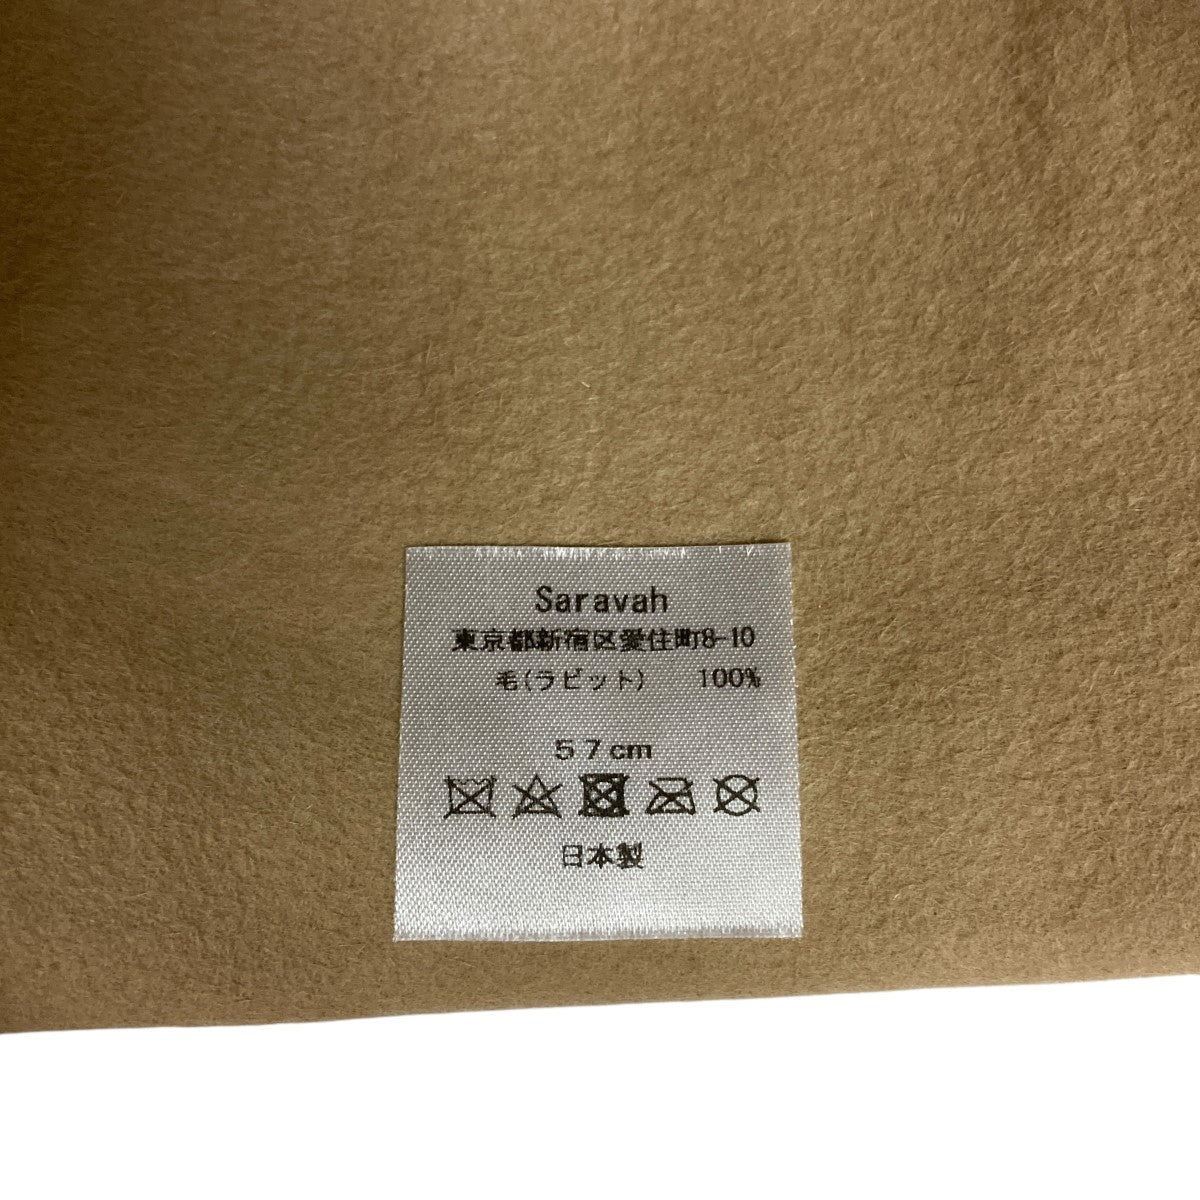 Saravah
東京都新宿区愛住町8-10
毛(ラビット) 100%
57cm
日本製